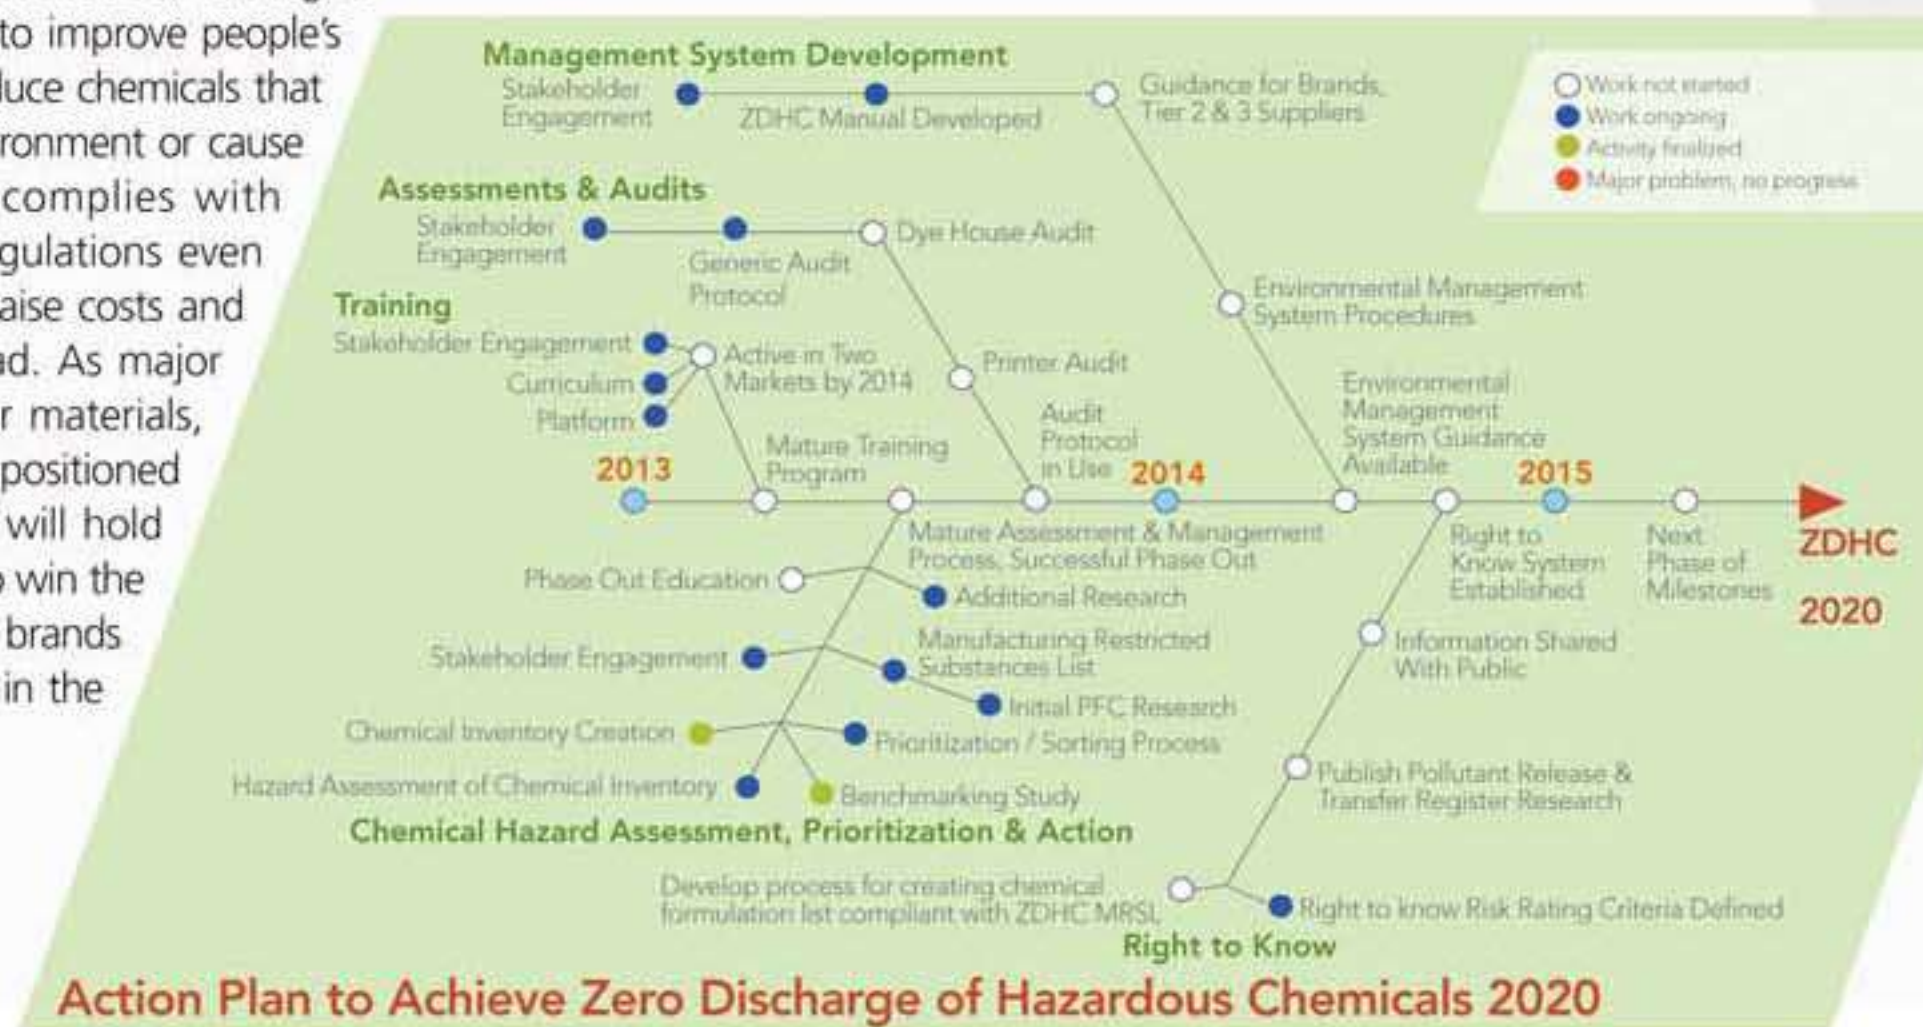 to improve people's
duce chemicals that
ronment or cause
complies with
gulations even
aise costs and
ad. As major
r materials,
positioned
will hold
o win the
brands
in the
Management System Development
Stakeholder
Engagement
ZDHC Manual Developed
Guidance for Brands,
Tier 2 & 3 Suppliers
Work not started
Work ongoing
Activity finalized
Major problem, no progress
Assessments & Audits
Stakeholder
Engagement
Generic Audit
Protocol
Dye House Audit
Printer Audit
Audit
Protocol
in Use
Environmental Management
System Procedures
Environmental
Management
System Guidance
Available
Training
Stakeholder Engagement
Curriculum
Platform
Active in Two
Markets by 2014
Mature Training
Program
2013
2014
2015
Mature Assessment & Management
Process, Successful Phase Out
Right to
Know System
Established
Next
Phase of
Milestones
ZDHC
2020
Phase Out Education
Additional Research
Stakeholder Engagement
Manufacturing Restricted
Substances List
Initial PFC Research
Chemical Inventory Creation
Prioritization / Sorting Process
Hazard Assessment of Chemical Inventory
Benchmarking Study
Chemical Hazard Assessment, Prioritization & Action
Information Shared
With Public
Publish Pollutant Release &
Transfer Register Research
Develop process for creating chemical
formulation list compliant with ZDHC MRSL
Right to know Risk Rating Criteria Defined
Right to Know
Action Plan to Achieve Zero Discharge of Hazardous Chemicals 2020